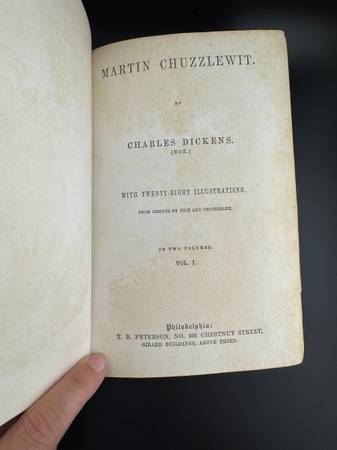 MARTIN CHUZZLEWIT.
BY
CHARLES DICKENS.
(BOZ.)
WITH TWENTY-EIGHT ILLUSTRATIONS.
FROM DESIGNS BY PHIZ AND CRUIKSHANK.
IN TWO VOLUMES.
VOL. I.
Philadelphia:
T. B. PETERSON, NO. 306 CHESTNUT STREET,
GIRARD BUILDINGS, ABOVE THIRD.